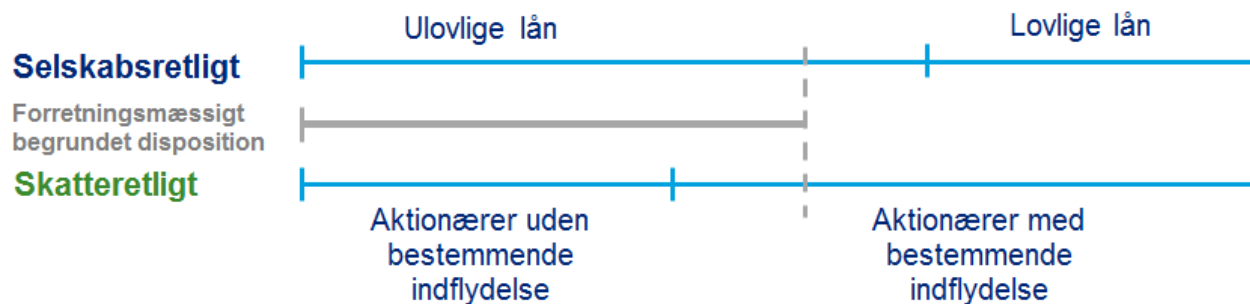 Ulovlige lån
Lovlige lån
Selskabsretligt
Forretningsmæssigt
begrundet disposition
Skatteretligt
Aktionærer uden
bestemmende
indflydelse
Aktionærer med
bestemmende
indflydelse